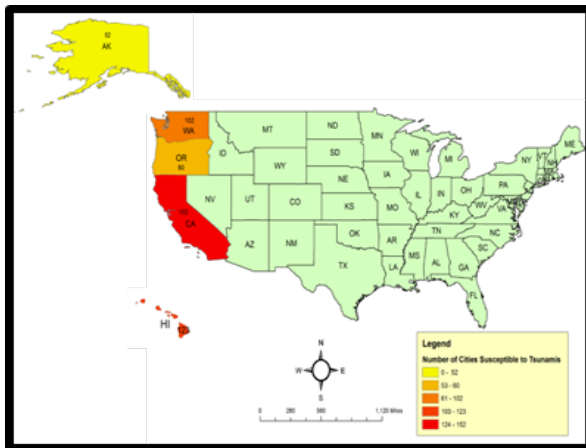 52
AK
102
WA
OR
60
CA
HI
MT
ID
WY
NV
UT
CO
AZ
NM
ND
SD
NE
KS
OK
TX
MN
IA
MO
AR
LA
WI
IL
MI
IN
OH
KY
TN
MS
AL
GA
FL
SC
NC
VA
WV
PA
NY
VT
NH
ME
N
W
E
S
0
280
560
1,120 Miles
Legend
Number of Cities Susceptible to Tsunamis
0 - 52
53 - 60
61 - 102
103 - 123
124 - 152